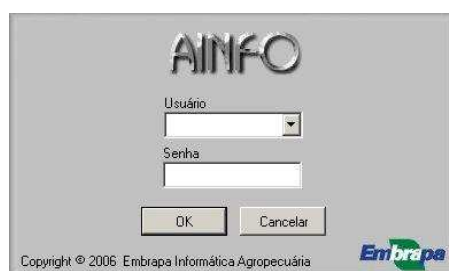 AINFO
Usuário
Senha
OK Cancelar
Copyright © 2006 Embrapa Informática Agropecuária
Embrapa